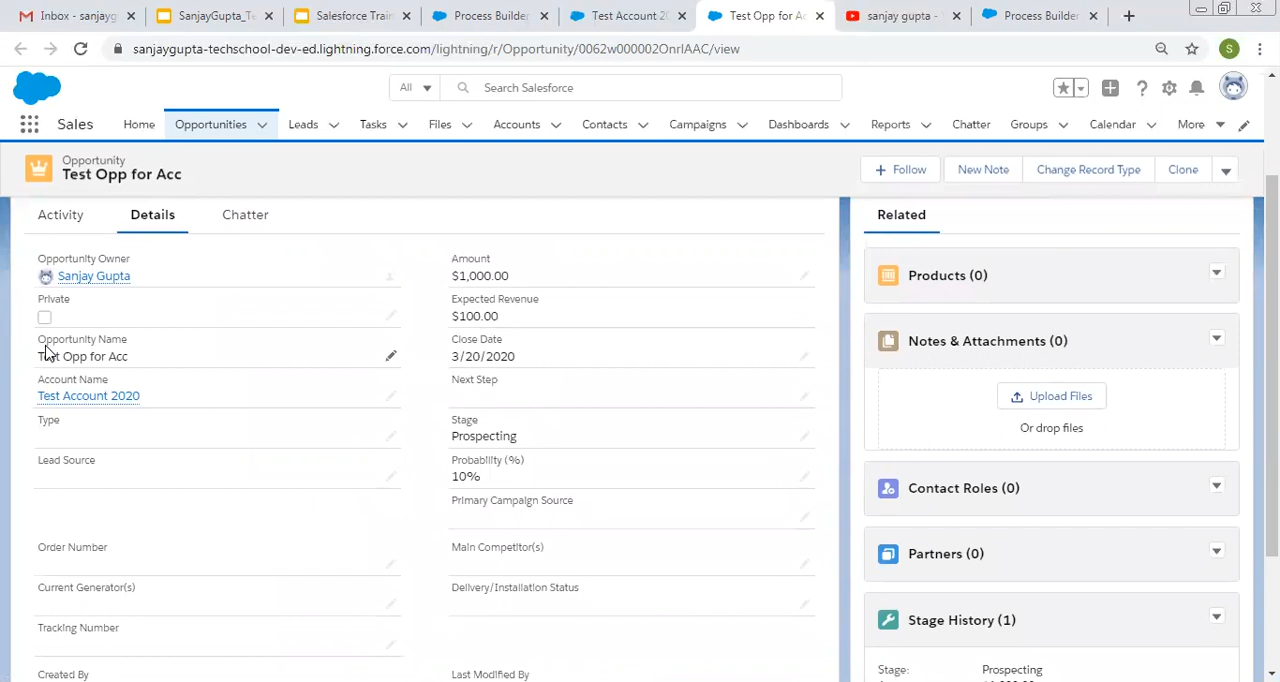 Inbox - sanjayg
SanjayGupta_Te
Salesforce Train
Process Builder
Test Account 20
Test Opp for Ac
sanjay gupta -
Process Builder
sanjaygupta-techschool-dev-ed.lightning.force.com/lightning/r/Opportunity/0062w000002OnrlAAC/view
S
All
Search Salesforce
Sales
Home
Opportunities
Leads
Tasks
Files
Accounts
Contacts
Campaigns
Dashboards
Reports
Chatter
Groups
Calendar
More
Opportunity
Test Opp for Acc
+ Follow
New Note
Change Record Type
Clone
Activity
Details
Chatter
Opportunity Owner
Sanjay Gupta
Private
Opportunity Name
Test Opp for Acc
Account Name
Test Account 2020
Type
Lead Source
Order Number
Current Generator(s)
Tracking Number
Created By
Amount
$1,000.00
Expected Revenue
$100.00
Close Date
3/20/2020
Next Step
Stage
Prospecting
Probability (%)
10%
Primary Campaign Source
Main Competitor(s)
Delivery/Installation Status
Last Modified By
Related
Products (0)
Notes & Attachments (0)
Upload Files
Or drop files
Contact Roles (0)
Partners (0)
Stage History (1)
Stage:
Prospecting